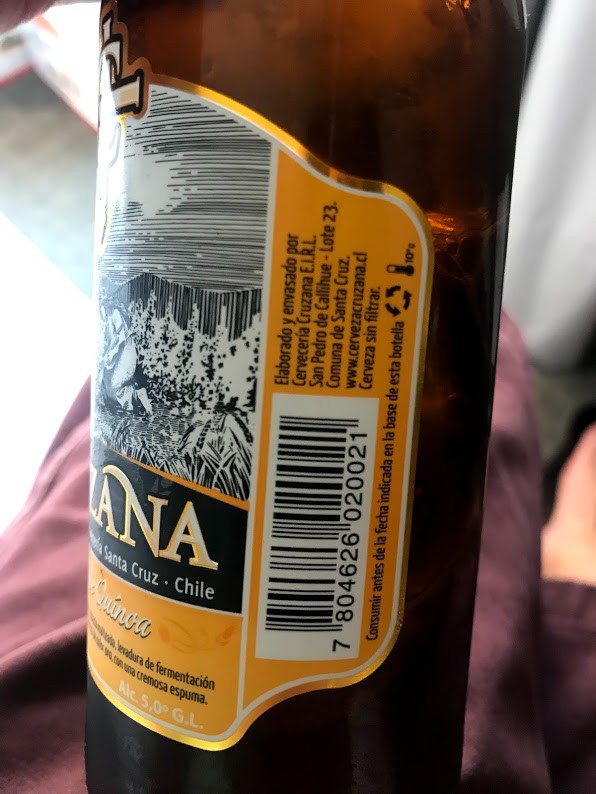 ZANA
Santa Cruz · Chile
Quínoa
levadura de fermentación
con una cremosa espuma.
Alc. 5,0° G.L.
Elaborado y envasado por
Cervecería Cruzana E.I.R.L.
San Pedro de Callihue - Lote 23.
Comuna de Santa Cruz.
www.cervezacruzana.cl
Cerveza sin filtrar.
10°c
7 804626 020021
Consumir antes de la fecha indicada en la base de esta botella